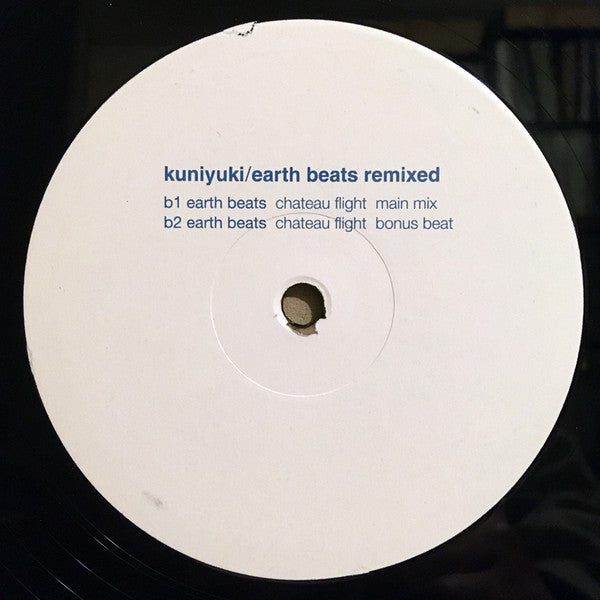 kuniyuki/earth beats remixed
b1 earth beats chateau flight main mix
b2 earth beats chateau flight bonus beat